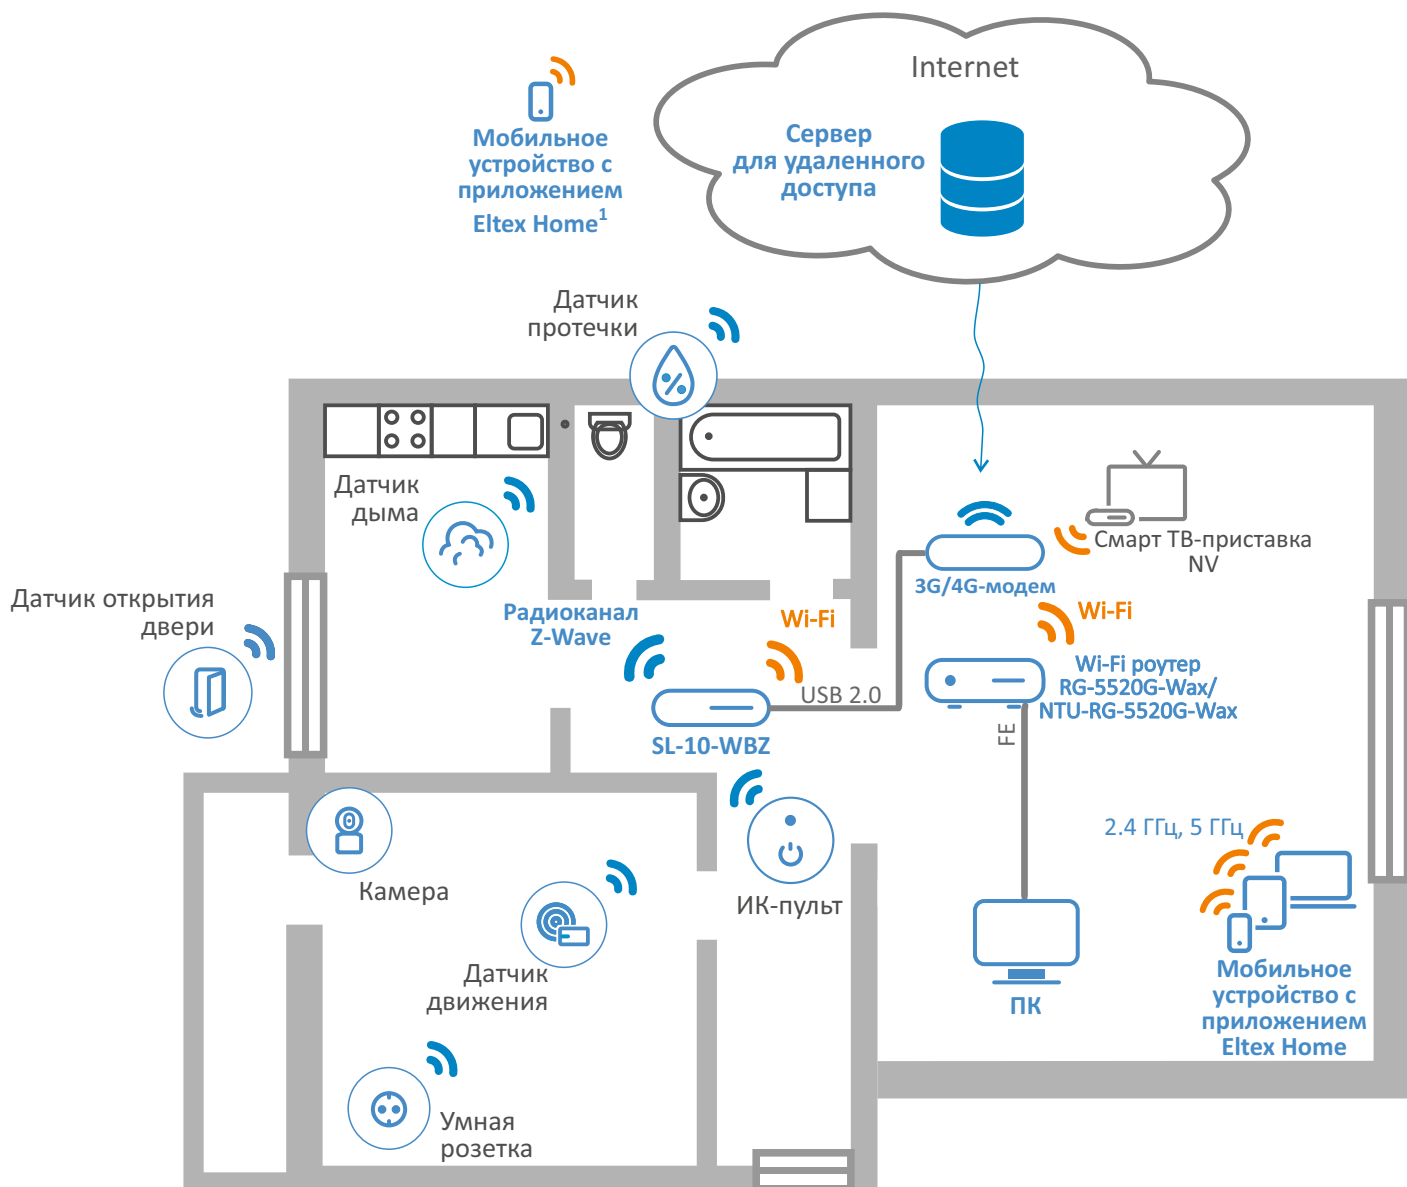 Internet
Сервер
для удаленного
доступа
Мобильное
устройство с
приложением
Eltex Home¹
Датчик
протечки
Датчик
дыма
Датчик открытия
двери
Радиоканал
Z-Wave
Wi-Fi
USB 2.0
SL-10-WBZ
3G/4G-модем
Смарт ТВ-приставка
NV
Wi-Fi
Wi-Fi роутер
RG-5520G-Wax/
NTU-RG-5520G-Wax
FE
Камера
ИК-пульт
2.4 ГГц, 5 ГГц
Датчик
движения
ПК
Мобильное
устройство с
приложением
Eltex Home
Умная
розетка